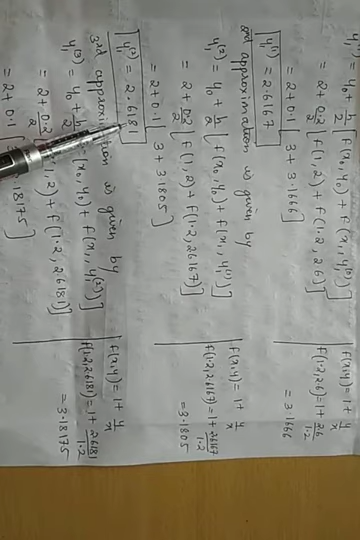 y₁⁽¹⁾ = y₀ + h/2 [f(x₀, y₀) + f(x₁, y₁⁽⁰⁾)]
= 2 + 0.2/2 [f(1, 2) + f(1.2, 2.6)]
= 2 + 0.1 [3 + 3.1666]
y₁⁽¹⁾ = 2.6167
f(x, y) = 1 + y/x
f(1.2, 2.6) = 1 + 2.6/1.2
= 3.1666
2nd approximation is given by
y₁⁽²⁾ = y₀ + h/2 [f(x₀, y₀) + f(x₁, y₁⁽¹⁾)]
= 2 + 0.2/2 [f(1, 2) + f(1.2, 2.6167)]
= 2 + 0.1 [3 + 3.1805]
y₁⁽²⁾ = 2.6181
f(x, y) = 1 + y/x
f(1.2, 2.6167) = 1 + 2.6167/1.2
= 3.1805
3rd approximation is given by
y₁⁽³⁾ = y₀ + h/2 f(x₀, y₀) + f(x₁, y₁⁽²⁾)]
= 2 + 0.2 1, 2) + f(1.2, 2.6181)]
= 2 + 0.1 [3 .18175]
f(x, y) = 1 + y/x
f(1.2, 2.6181) = 1 + 2.6181/1.2
= 3.18175